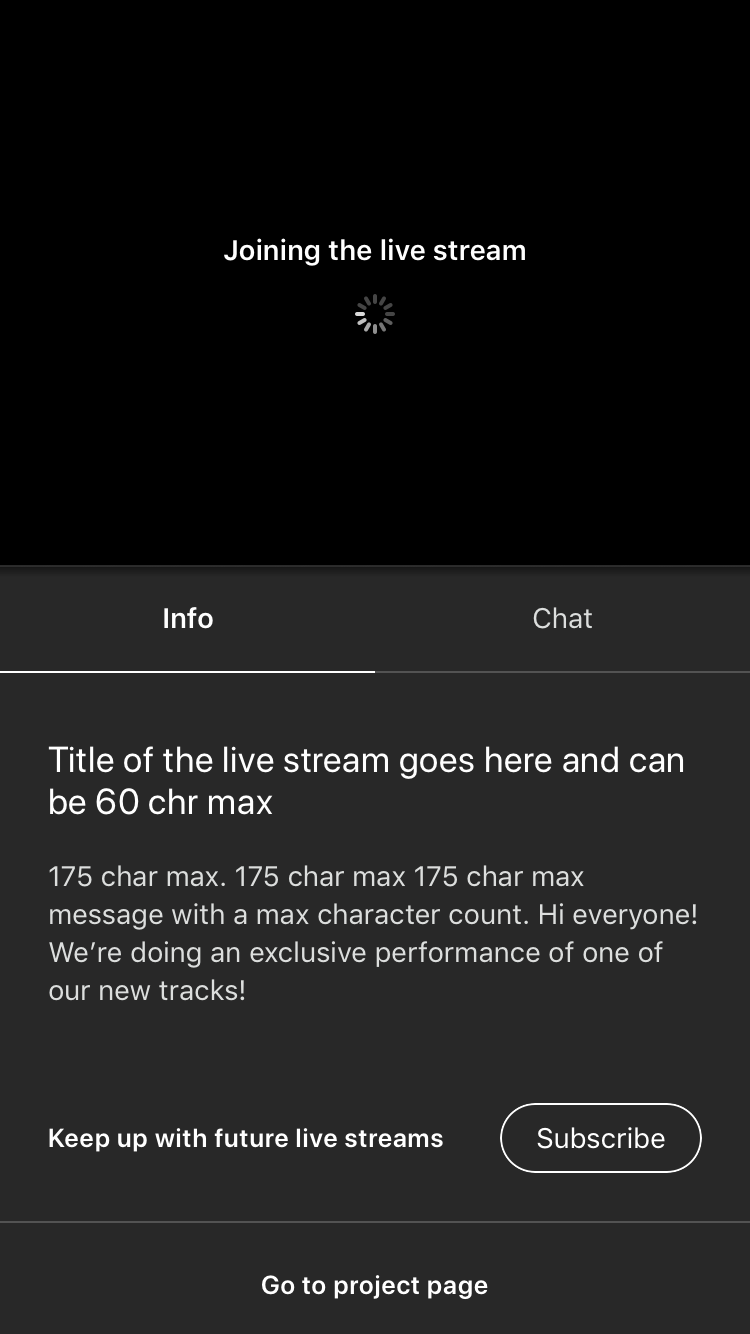 Joining the live stream
Info
Chat
Title of the live stream goes here and can
be 60 chr max
175 char max. 175 char max 175 char max
message with a max character count. Hi everyone!
We’re doing an exclusive performance of one of
our new tracks!
Keep up with future live streams
Subscribe
Go to project page